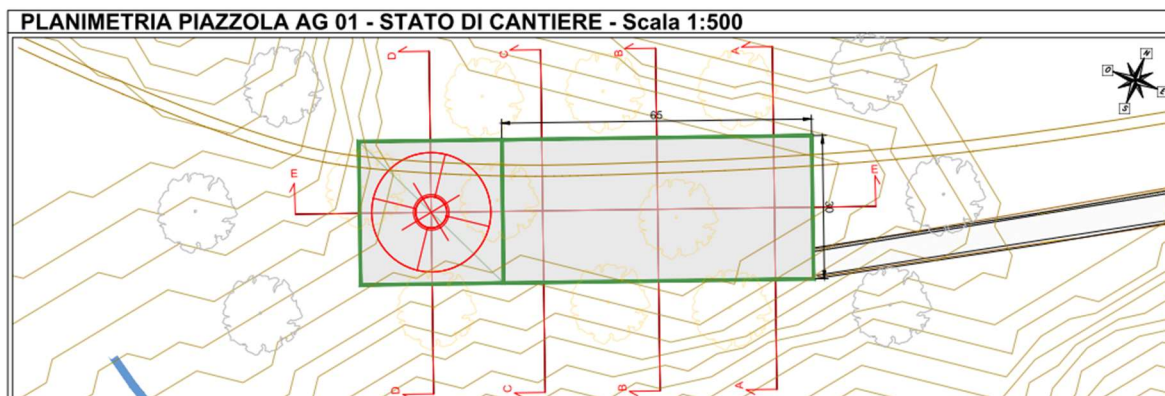 PLANIMETRIA PIAZZOLA AG 01 - STATO DI CANTIERE - Scala 1:500
D C B A
N
O
E
S
65
E E
30
D C B A